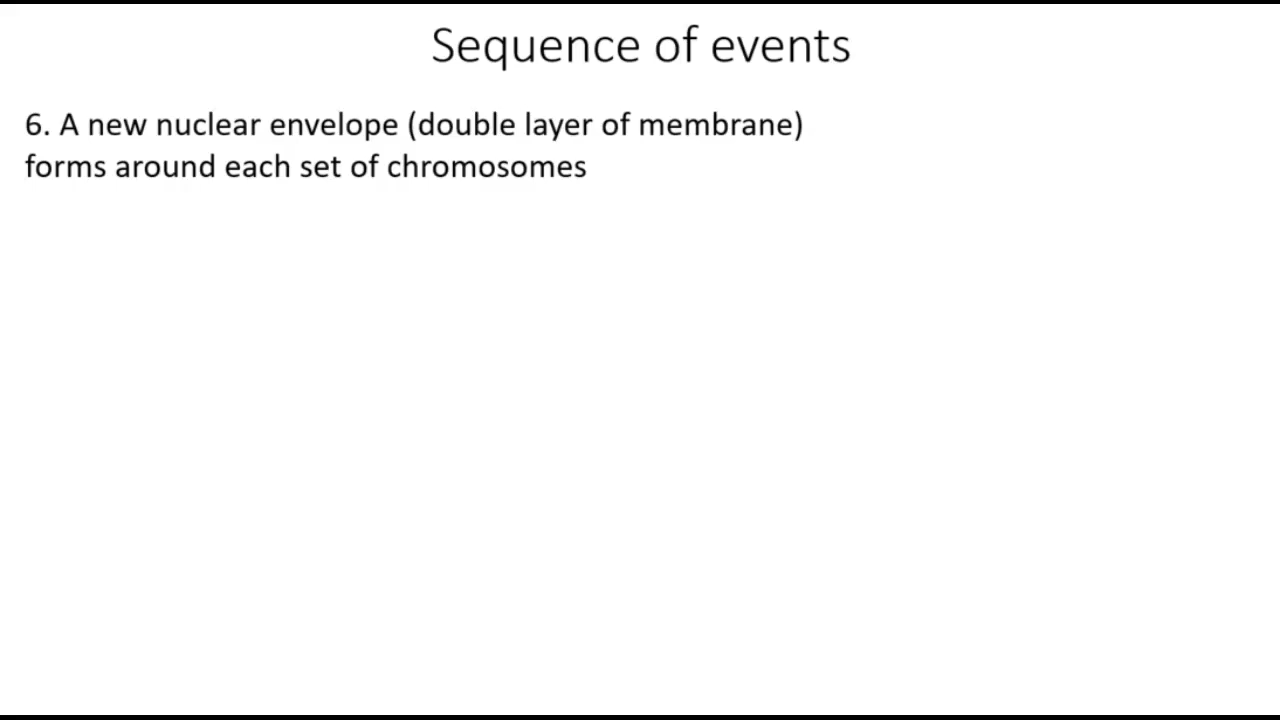 Sequence of events
6. A new nuclear envelope (double layer of membrane)
forms around each set of chromosomes